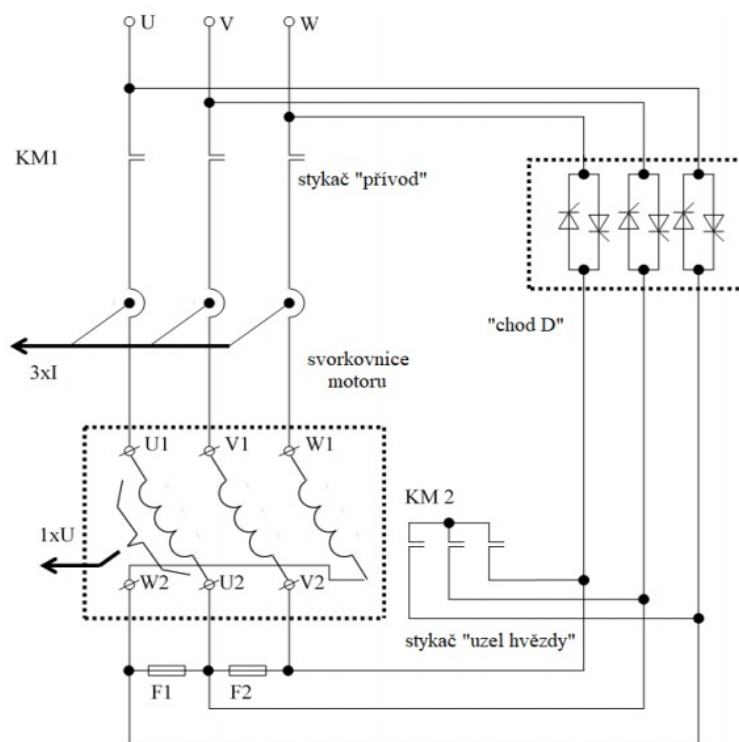 U V W
KM1
stykač "přívod"
"chod D"
3xI
svorkovnice
motoru
U1 V1 W1
KM 2
1xU
W2 U2 V2
stykač "uzel hvězdy"
F1 F2